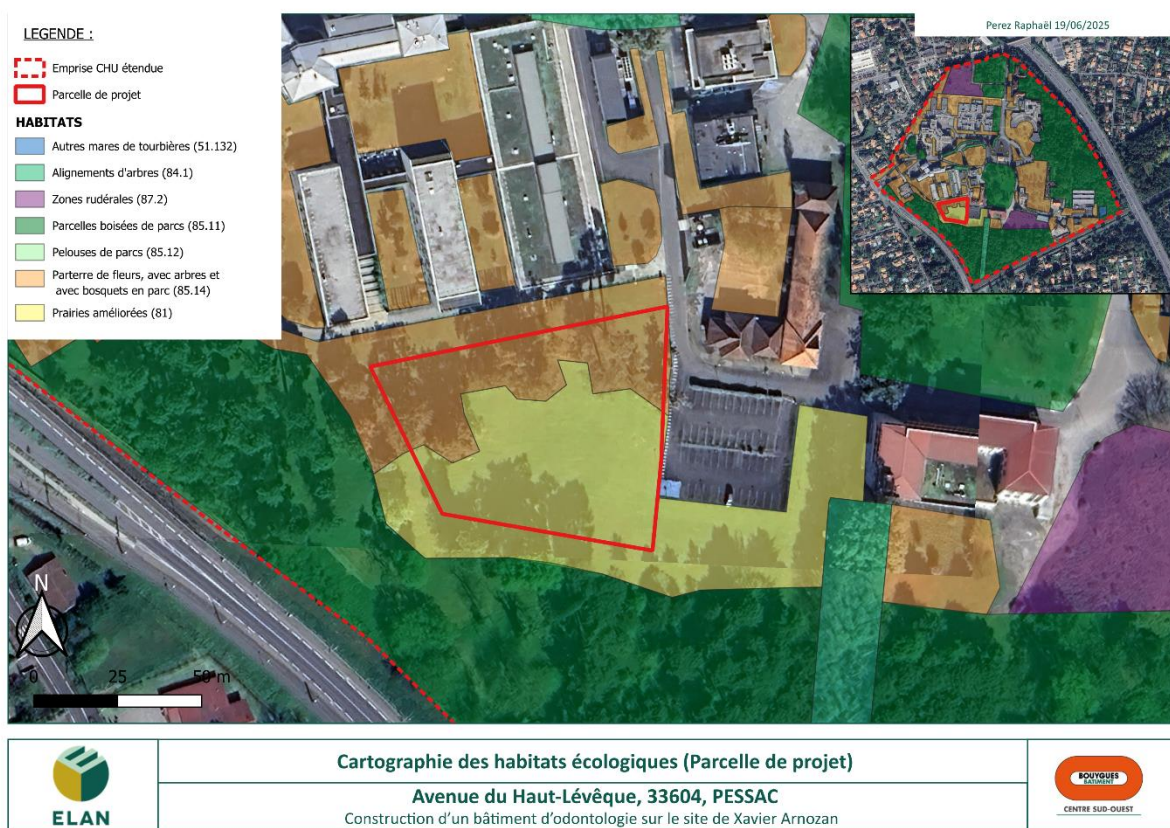 LEGENDE :
Perez Raphaël 19/06/2025
Emprise CHU étendue
Parcelle de projet
HABITATS
Autres mares de tourbières (51.132)
Alignements d'arbres (84.1)
Zones rudérales (87.2)
Parcelles boisées de parcs (85.11)
Pelouses de parcs (85.12)
Parterre de fleurs, avec arbres et
avec bosquets en parc (85.14)
Prairies améliorées (81)
N
0 25 50 m
Cartographie des habitats écologiques (Parcelle de projet)
Avenue du Haut-Lévêque, 33604, PESSAC
Construction d'un bâtiment d'odontologie sur le site de Xavier Arnozan
ELAN
BOUYGUES
BATIMENT
CENTRE SUD-OUEST